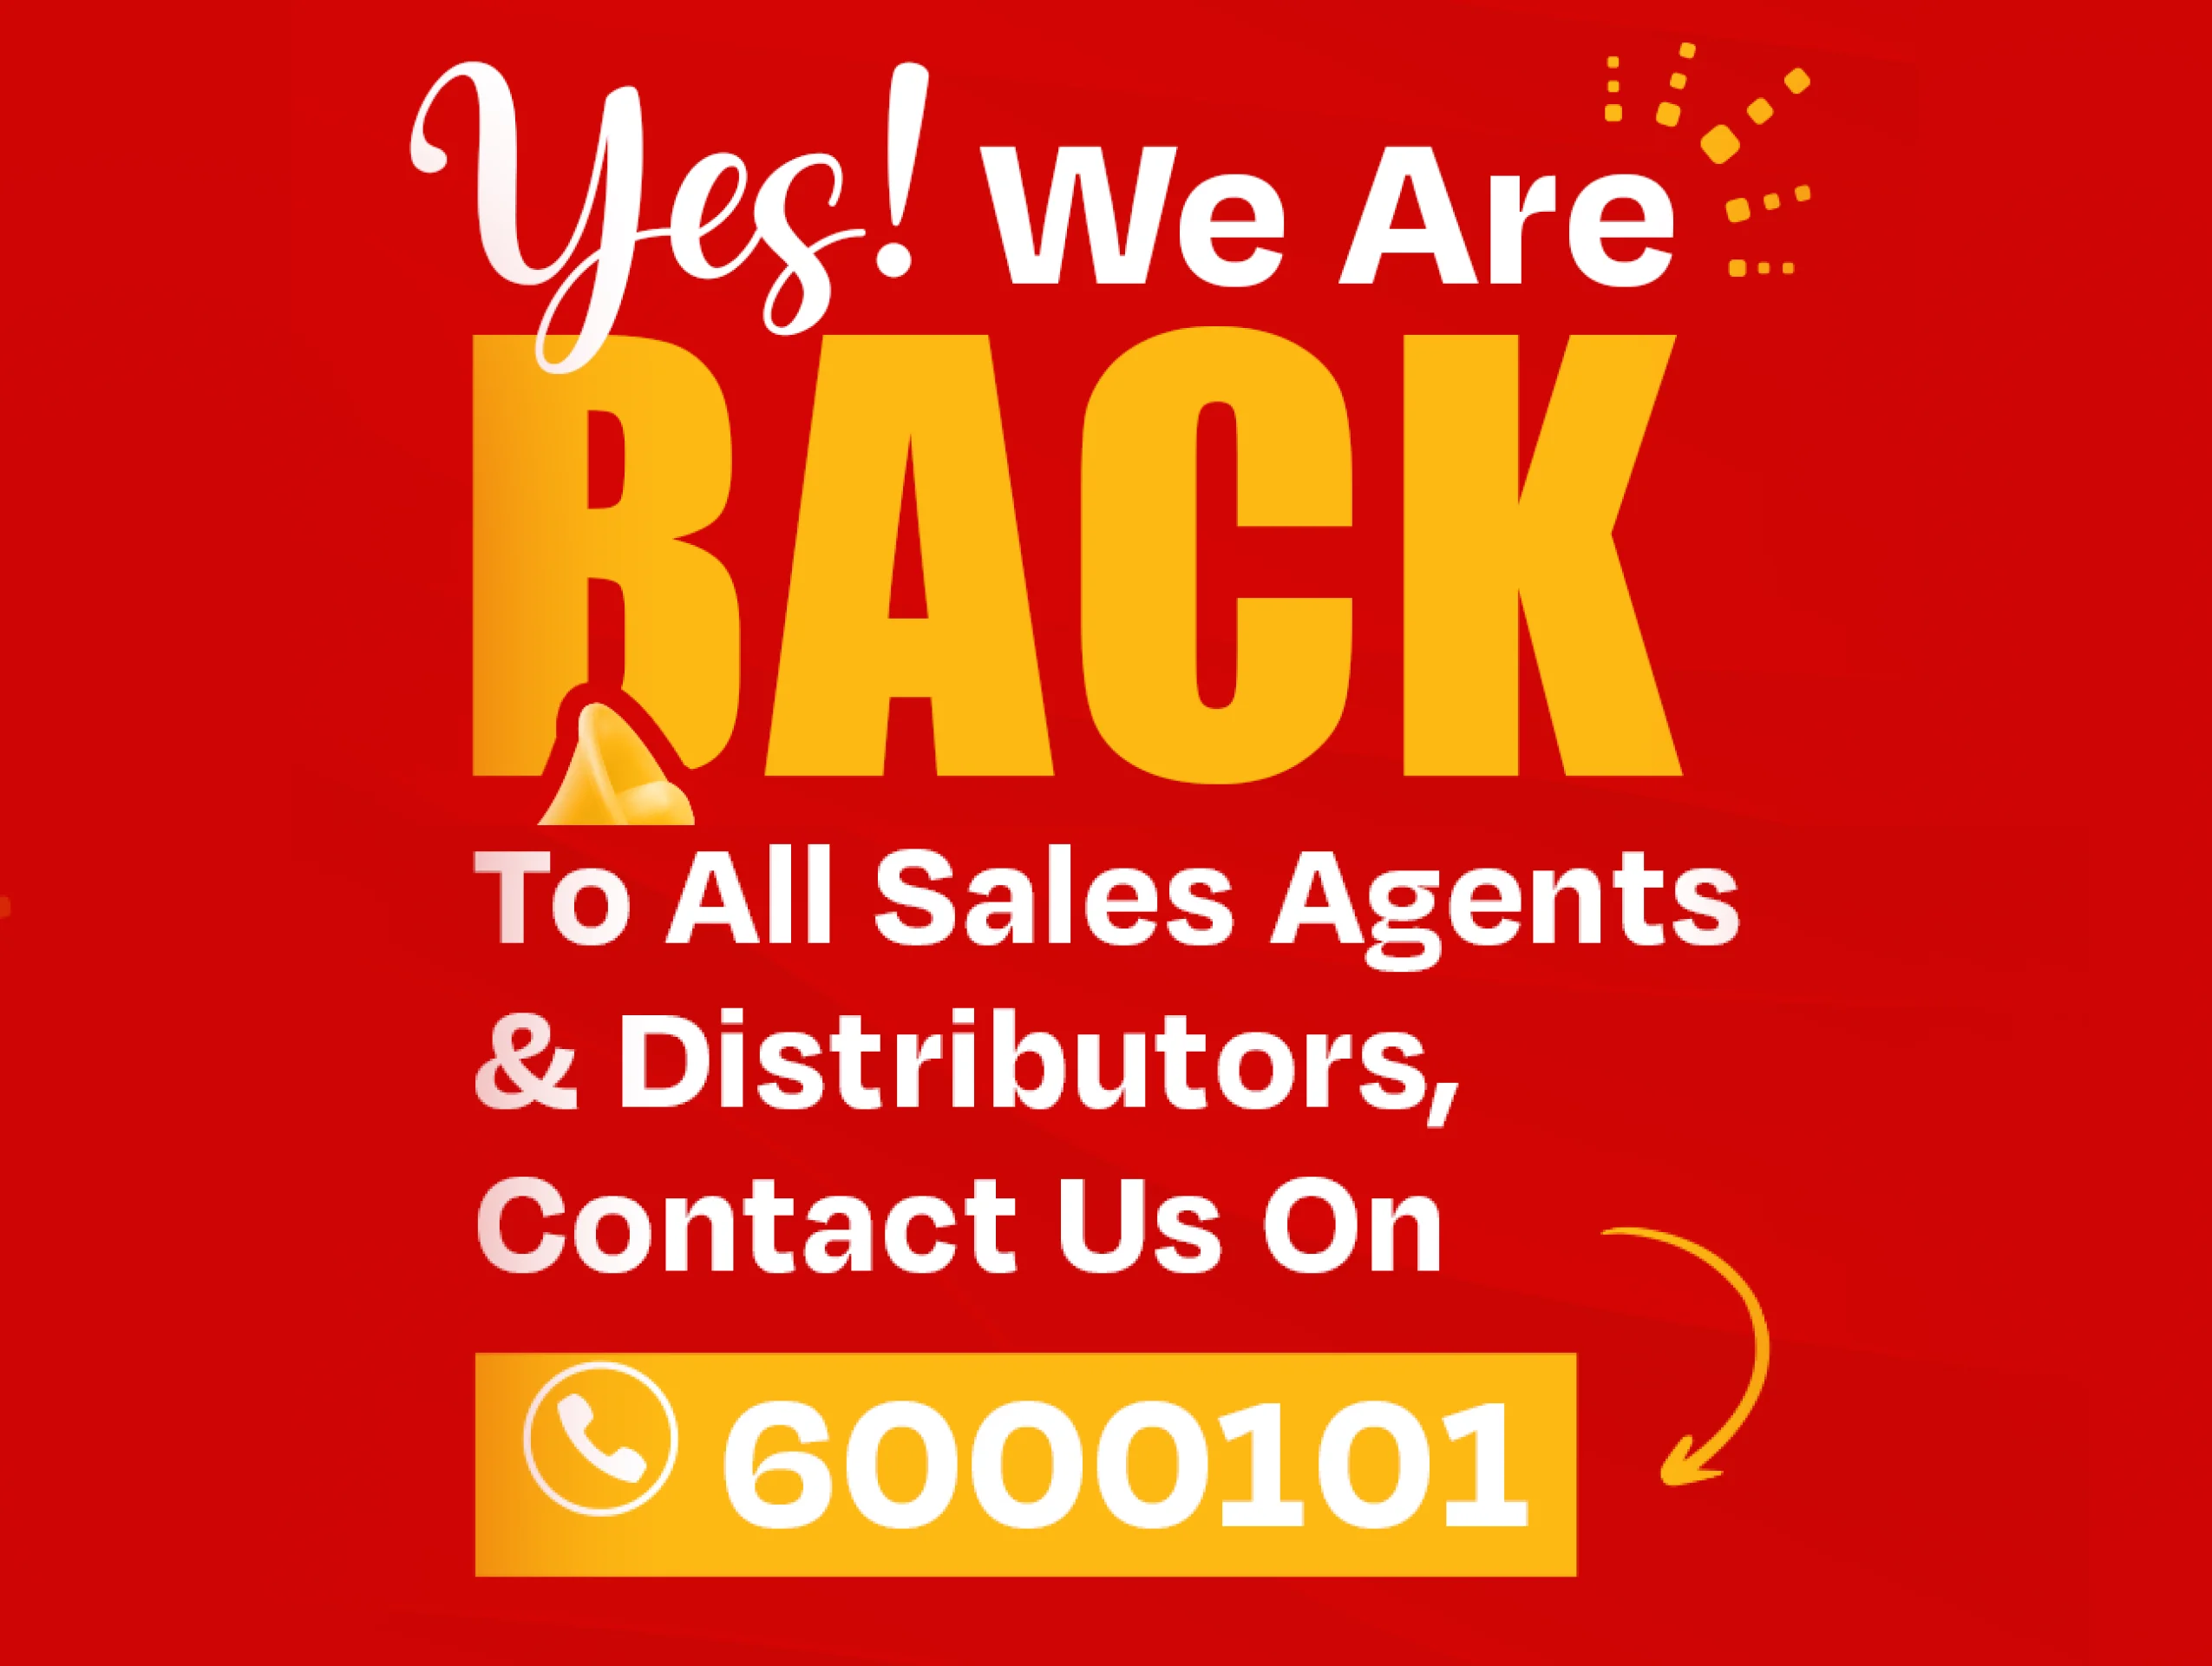 Yes! We Are
BACK
To All Sales Agents
& Distributors,
Contact Us On
6000101